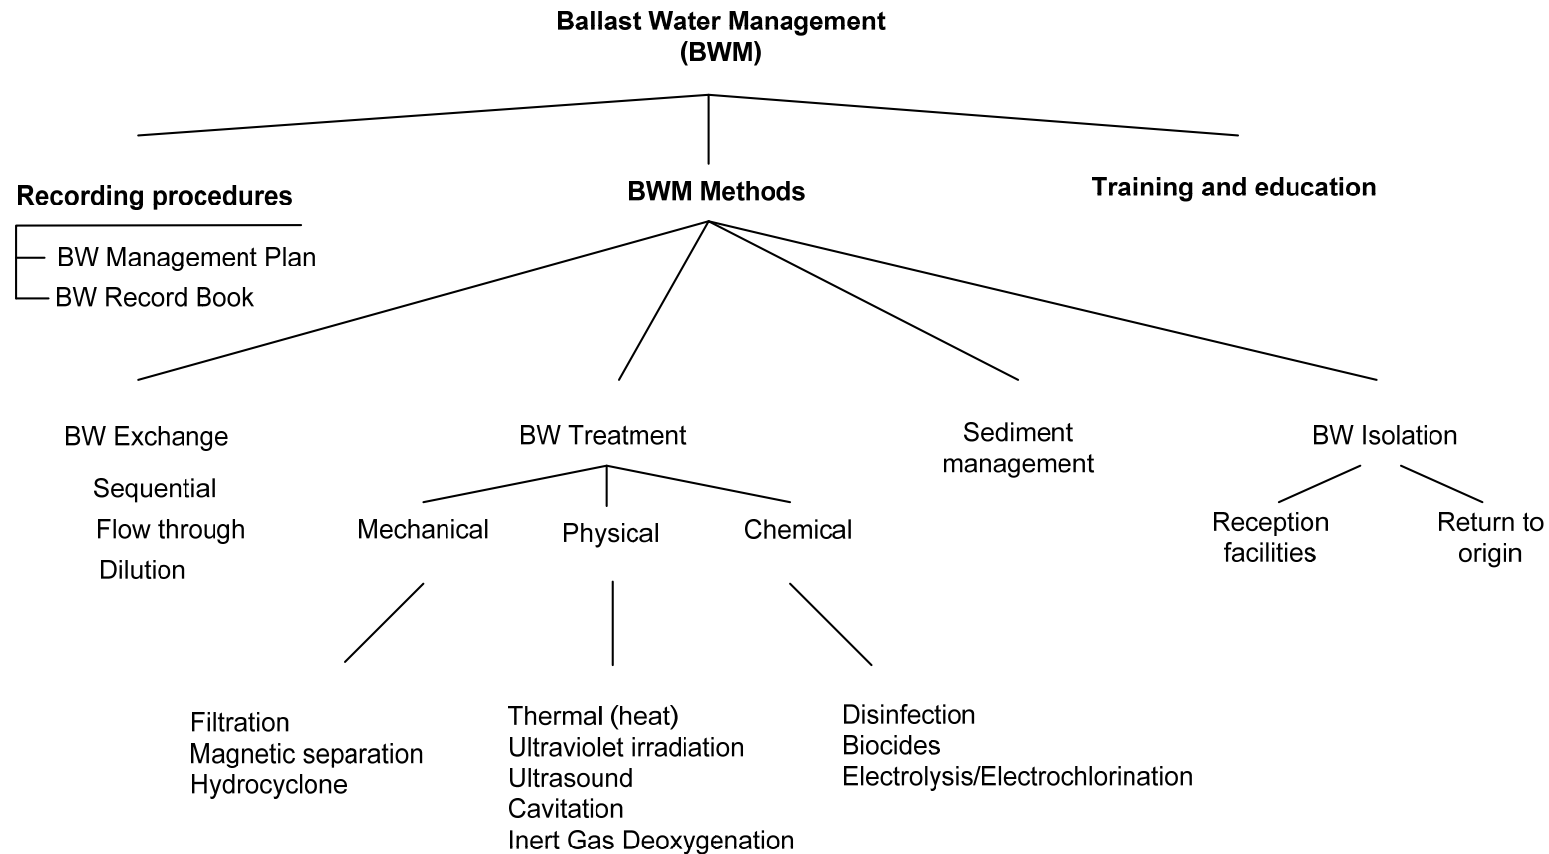 Ballast Water Management
(BWM)
Recording procedures
BWM Methods
Training and education
BW Management Plan
BW Record Book
BW Exchange
BW Treatment
Sediment
management
BW Isolation
Sequential
Flow through
Dilution
Mechanical
Physical
Chemical
Reception
facilities
Return to
origin
Filtration
Magnetic separation
Hydrocyclone
Thermal (heat)
Ultraviolet irradiation
Ultrasound
Cavitation
Inert Gas Deoxygenation
Disinfection
Biocides
Electrolysis/Electrochlorination